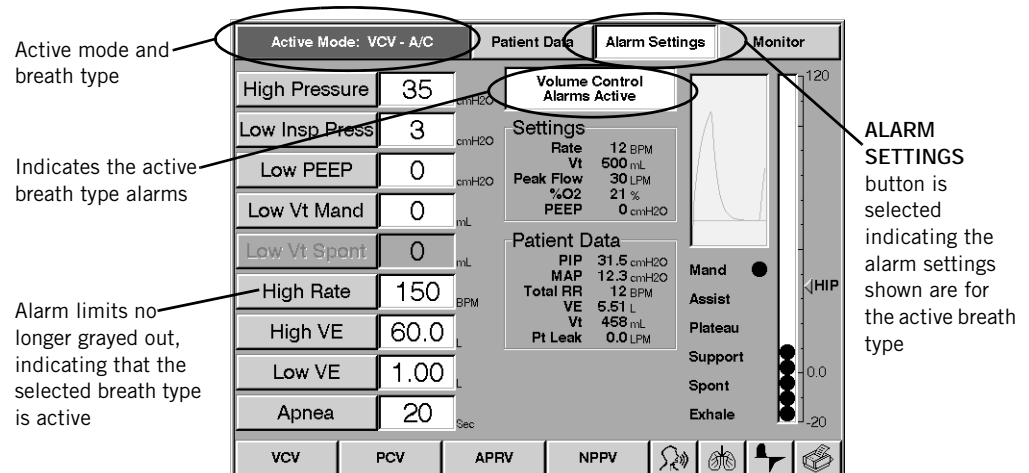 Active mode and
breath type
Indicates the active
breath type alarms
Alarm limits no
longer grayed out,
indicating that the
selected breath type
is active
Active Mode: VCV - A/C
Patient Data
Alarm Settings
Monitor
High Pressure 35 cmH2O
Low Insp Press 3 cmH2O
Low PEEP 0 cmH2O
Low Vt Mand 0 mL
Low Vt Spont 0 mL
High Rate 150 BPM
High VE 60.0 L
Low VE 1.00 L
Apnea 20 Sec
Volume Control
Alarms Active
Settings
Rate 12 BPM
Vt 500 mL
Peak Flow 30 LPM
%O2 21 %
PEEP 0 cmH2O
Patient Data
PIP 31.5 cmH2O
MAP 12.3 cmH2O
Total RR 12 BPM
VE 5.51 L
Vt 458 mL
Pt Leak 0.0 LPM
Mand
Assist
Plateau
Support
Spont
Exhale
120
HIP
0.0
-20
VCV
PCV
APRV
NPPV
ALARM
SETTINGS
button is
selected
indicating the
alarm settings
shown are for
the active breath
type